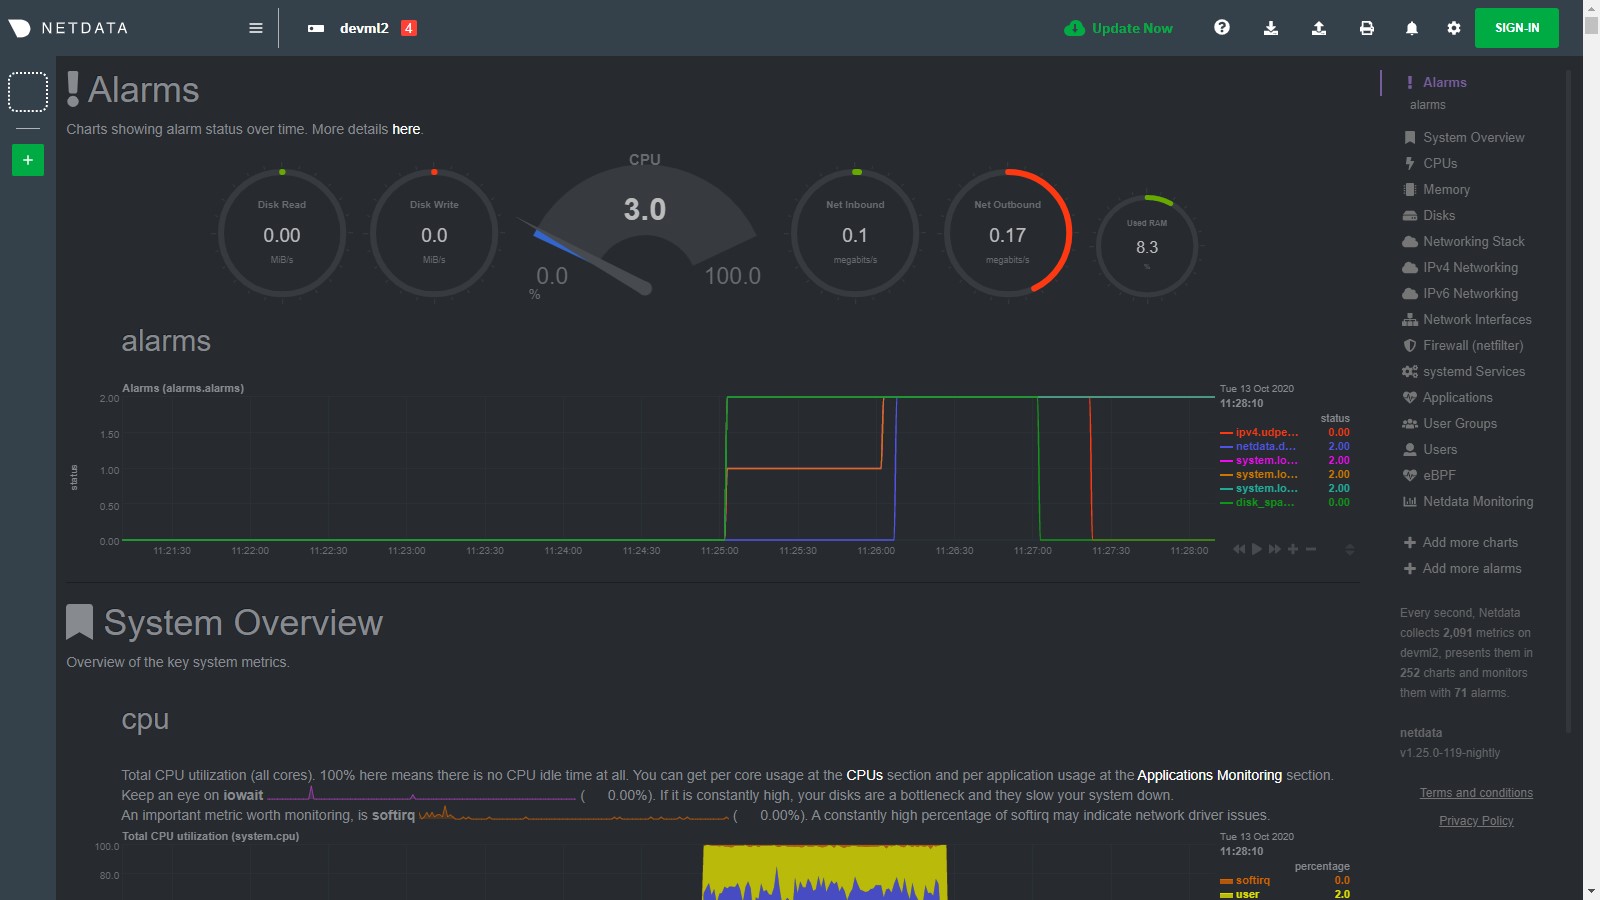 NETDATA
devml2 4
Update Now
SIGN-IN
+
Alarms
Charts showing alarm status over time. More details here.
Disk Read
0.00
MiB/s
Disk Write
0.0
MiB/s
CPU
3.0
0.0
100.0
%
Net Inbound
0.1
megabits/s
Net Outbound
0.17
megabits/s
Used RAM
8.3
%
alarms
Alarms (alarms.alarms)
status
2.00
1.50
1.00
0.50
0.00
11:21:30 11:22:00 11:22:30 11:23:00 11:23:30 11:24:00 11:24:30 11:25:00 11:25:30 11:26:00 11:26:30 11:27:00 11:27:30 11:28:00
Tue 13 Oct 2020
11:28:10
status
ipv4.udpe... 0.00
netdata.d... 2.00
system.lo... 2.00
system.lo... 2.00
system.lo... 2.00
disk_spa... 0.00
System Overview
Overview of the key system metrics.
cpu
Total CPU utilization (all cores). 100% here means there is no CPU idle time at all. You can get per core usage at the CPUs section and per application usage at the Applications Monitoring section.
Keep an eye on iowait ( 0.00%). If it is constantly high, your disks are a bottleneck and they slow your system down.
An important metric worth monitoring, is softirq ( 0.00%). A constantly high percentage of softirq may indicate network driver issues.
Total CPU utilization (system.cpu)
100.0
80.0
Tue 13 Oct 2020
11:28:10
percentage
softirq 0.0
user 2.0
Alarms
alarms
System Overview
CPUs
Memory
Disks
Networking Stack
IPv4 Networking
IPv6 Networking
Network Interfaces
Firewall (netfilter)
systemd Services
Applications
User Groups
Users
eBPF
Netdata Monitoring
Add more charts
Add more alarms
Every second, Netdata
collects 2,091 metrics on
devml2, presents them in
252 charts and monitors
them with 71 alarms.
netdata
v1.25.0-119-nightly
Terms and conditions
Privacy Policy